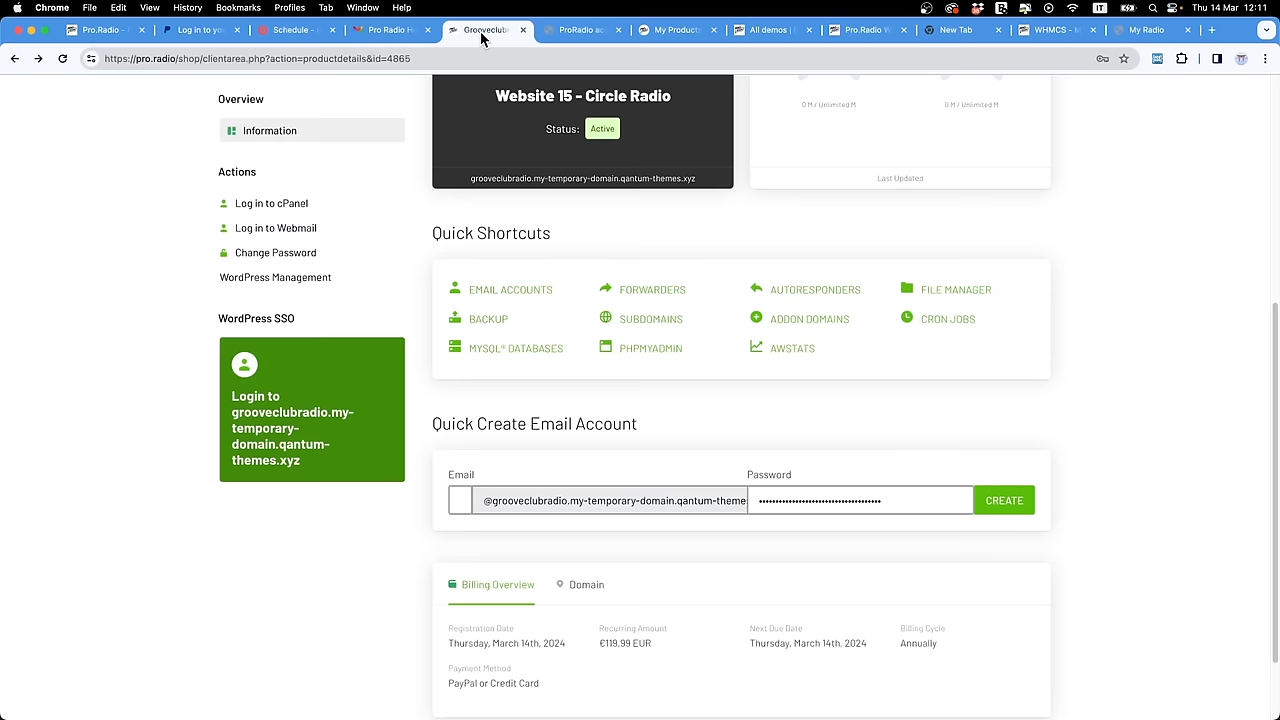 Chrome File Edit View History Bookmarks Profiles Tab Window Help
IT
Thu 14 Mar 12:11
Pro.Radio -
Log in to yo
Schedule -
Pro Radio H
Grooveclub
ProRadio ac
My Product
All demos |
Pro.Radio W
New Tab
WHMCS -
My Radio
https://pro.radio/shop/clientarea.php?action=productdetails&id=4865
Overview
Information
Actions
Log in to cPanel
Log in to Webmail
Change Password
WordPress Management
WordPress SSO
Login to
grooveclubradio.my-
temporary-
domain.qantum-
themes.xyz
Website 15 - Circle Radio
Status: Active
grooveclubradio.my-temporary-domain.qantum-themes.xyz
0 M / Unlimited M
0 M / Unlimited M
Last Updated
Quick Shortcuts
EMAIL ACCOUNTS FORWARDERS AUTORESPONDERS FILE MANAGER
BACKUP SUBDOMAINS ADDON DOMAINS CRON JOBS
MYSQL® DATABASES PHPMYADMIN AWSTATS
Quick Create Email Account
Email Password
@grooveclubradio.my-temporary-domain.qantum-theme
CREATE
Billing Overview Domain
Registration Date Recurring Amount Next Due Date Billing Cycle
Thursday, March 14th, 2024 €119,99 EUR Thursday, March 14th, 2024 Annually
Payment Method
PayPal or Credit Card